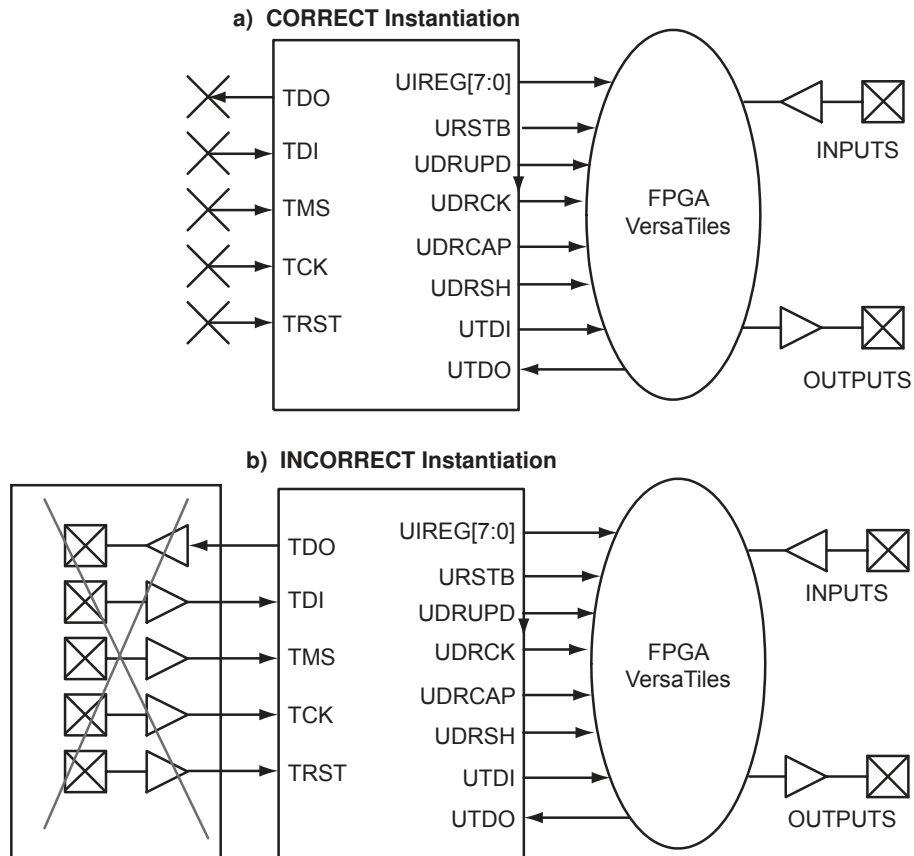 a) CORRECT Instantiation
TDO
TDI
TMS
TCK
TRST
UIREG[7:0]
URSTB
UDRUPD
UDRCK
UDRCAP
UDRSH
UTDI
UTDO
FPGA
VersaTiles
INPUTS
OUTPUTS
b) INCORRECT Instantiation
TDO
TDI
TMS
TCK
TRST
UIREG[7:0]
URSTB
UDRUPD
UDRCK
UDRCAP
UDRSH
UTDI
UTDO
FPGA
VersaTiles
INPUTS
OUTPUTS